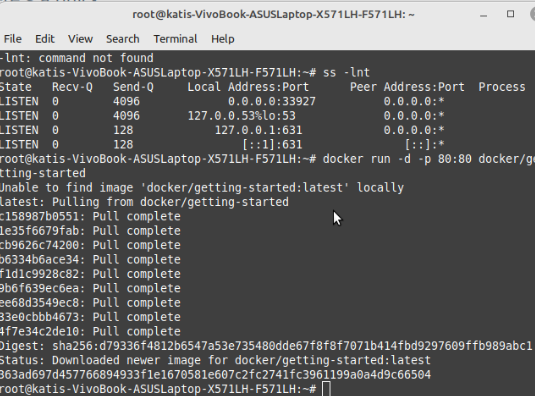 root@katis-VivoBook-ASUSLaptop-X571LH-F571LH: ~
File Edit View Search Terminal Help
-lnt: command not found
root@katis-VivoBook-ASUSLaptop-X571LH-F571LH:~# ss -lnt
State Recv-Q Send-Q Local Address:Port Peer Address:Port Process
LISTEN 0 4096 0.0.0.0:33927 0.0.0.0:*
LISTEN 0 4096 127.0.0.53%lo:53 0.0.0.0:*
LISTEN 0 128 127.0.0.1:631 0.0.0.0:*
LISTEN 0 128 [::1]:631 [::]:*
root@katis-VivoBook-ASUSLaptop-X571LH-F571LH:~# docker run -d -p 80:80 docker/ge
tting-started
Unable to find image 'docker/getting-started:latest' locally
latest: Pulling from docker/getting-started
c158987b0551: Pull complete
1e35f6679fab: Pull complete
cb9626c74200: Pull complete
b6334b6ace34: Pull complete
f1d1c9928c82: Pull complete
9b6f639ec6ea: Pull complete
ee68d3549ec8: Pull complete
33e0cbbb4673: Pull complete
4f7e34c2de10: Pull complete
Digest: sha256:d79336f4812b6547a53e735480dde67f8f8f7071b414fbd9297609ffb989abc1
Status: Downloaded newer image for docker/getting-started:latest
363ad697d457766894933f1e1670581e607c2fc2741fc3961199a0a4d9c66504
root@katis-VivoBook-ASUSLaptop-X571LH-F571LH:~#